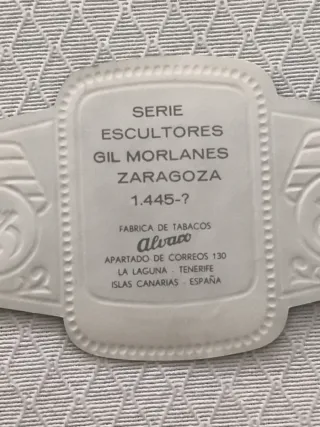 SERIE
ESCULTORES
GIL MORLANES
ZARAGOZA
1.445-?
FABRICA DE TABACOS
alvaro
APARTADO DE CORREOS 130
LA LAGUNA - TENERIFE
ISLAS CANARIAS - ESPAÑA